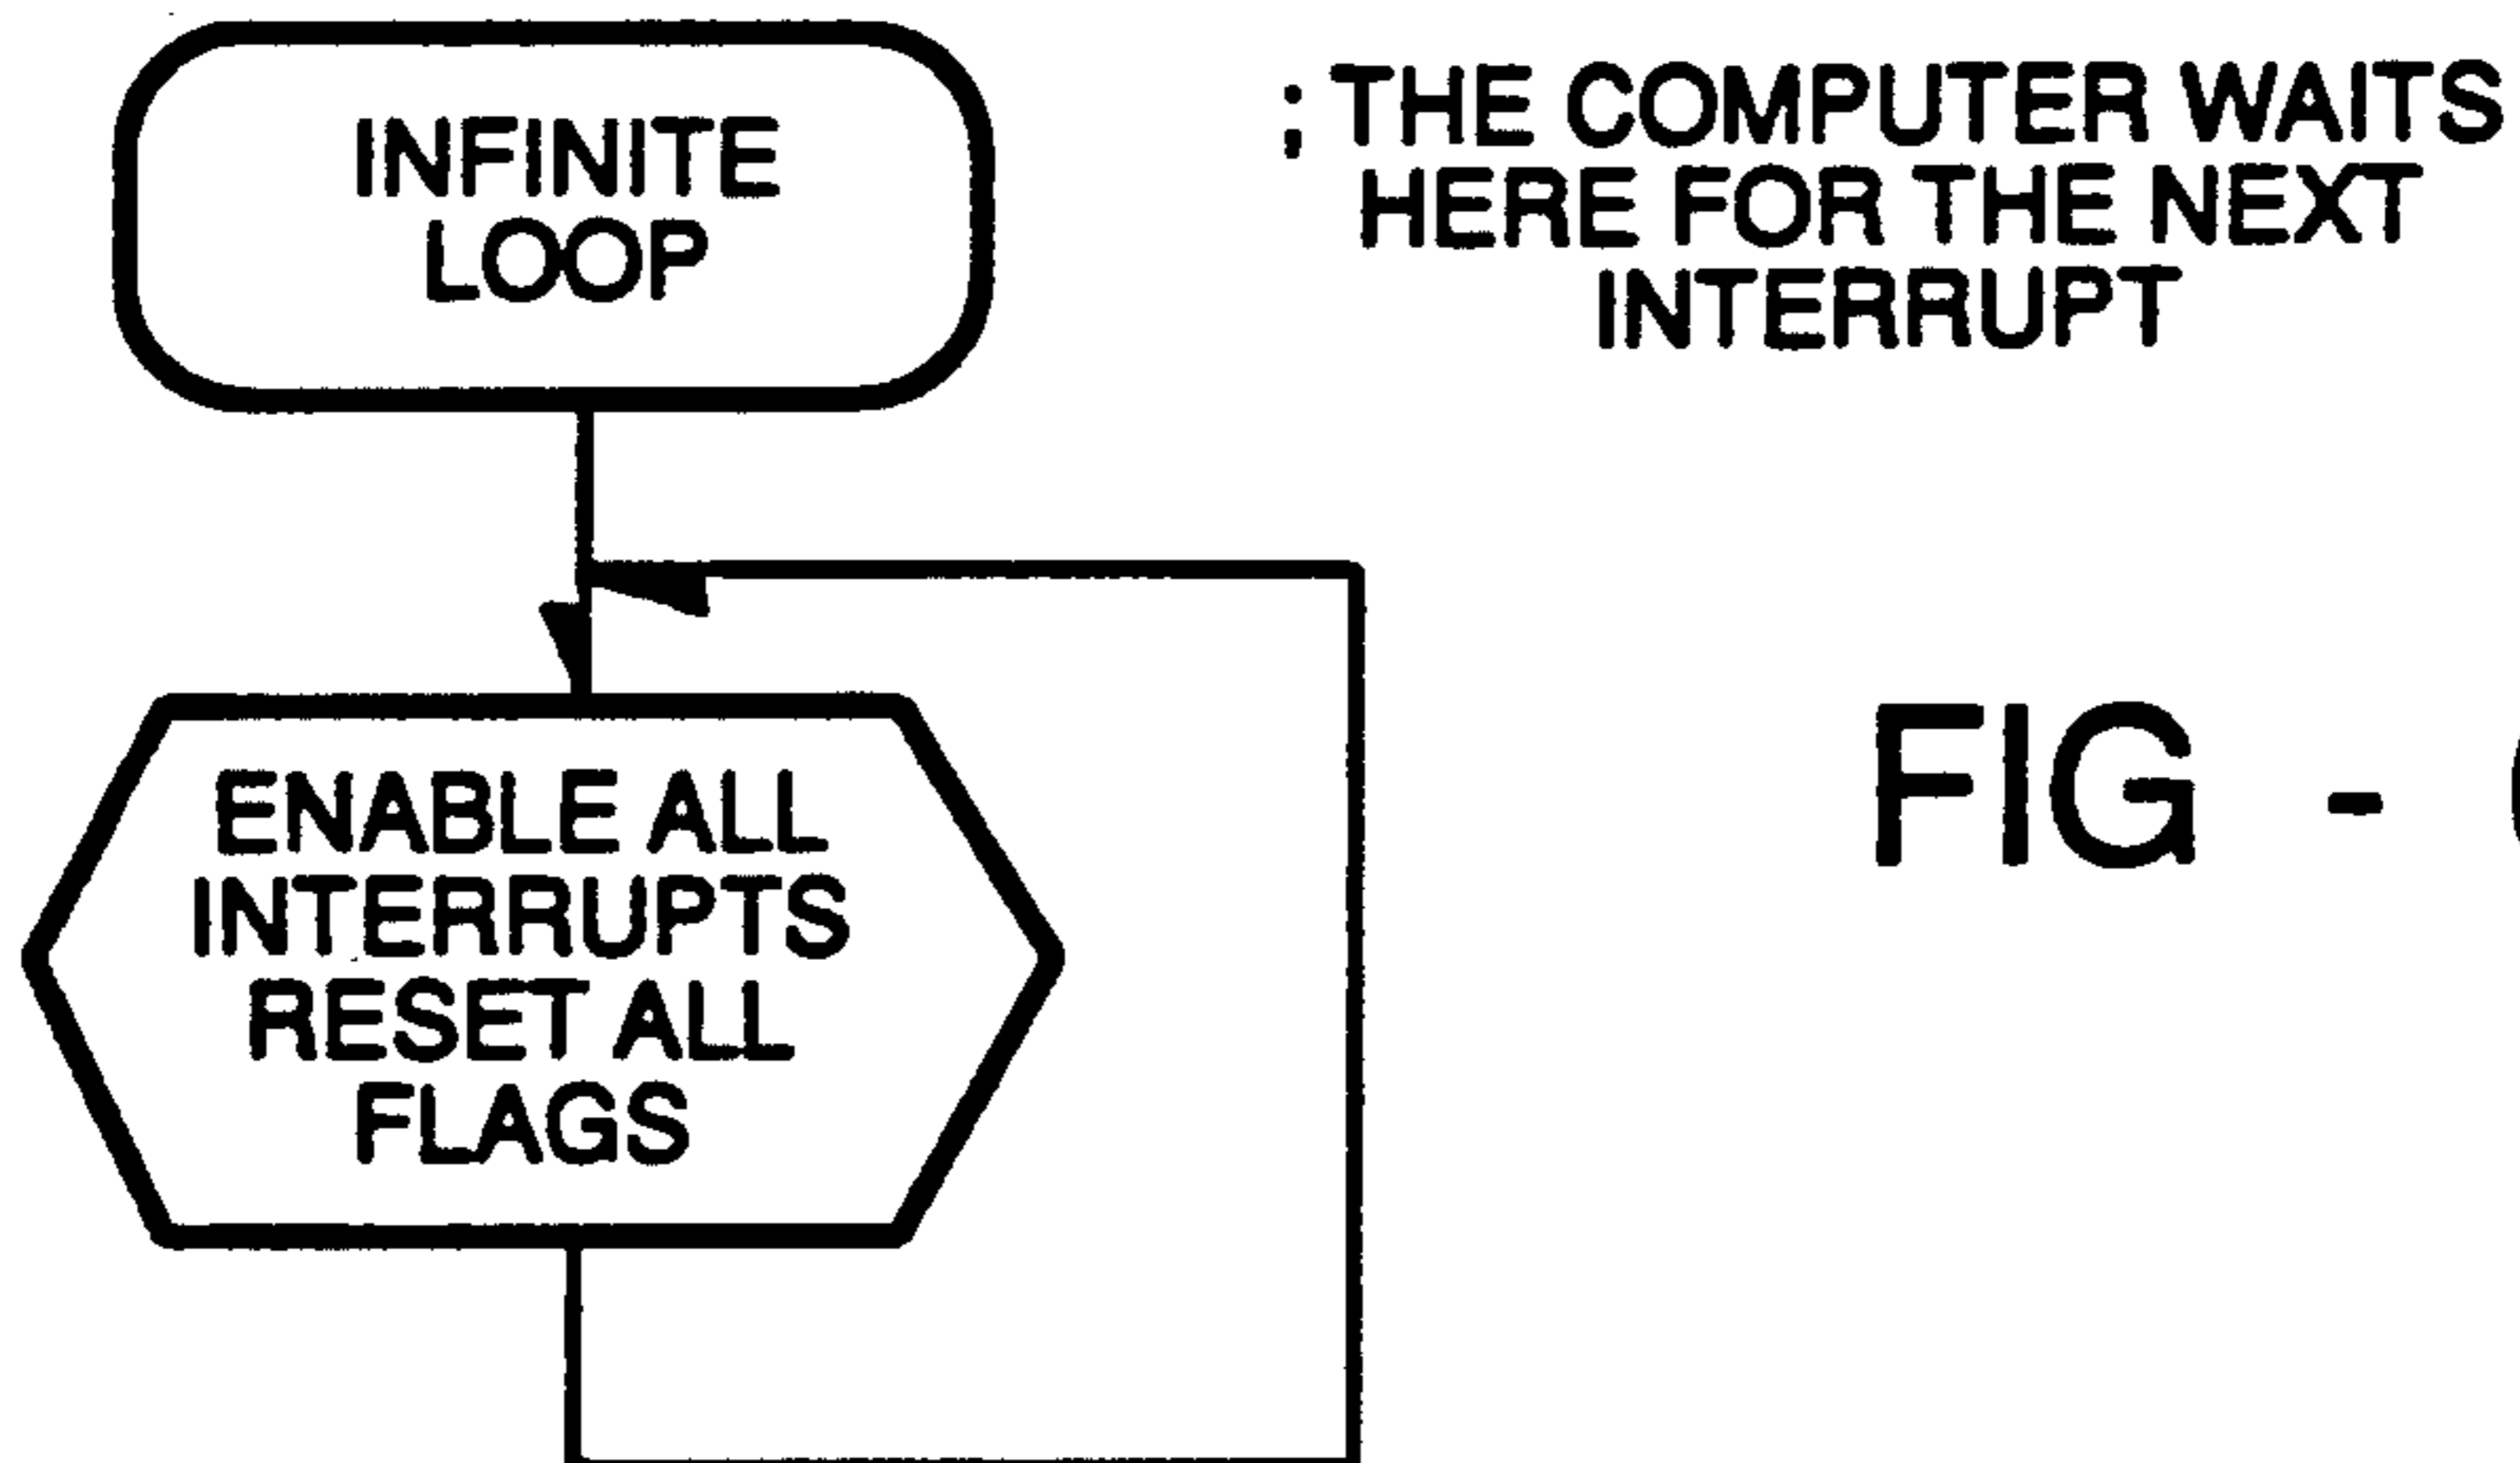 INFINITE
LOOP
; THE COMPUTER WAITS
HERE FOR THE NEXT
INTERRUPT
ENABLE ALL
INTERRUPTS
RESET ALL
FLAGS
FIG -